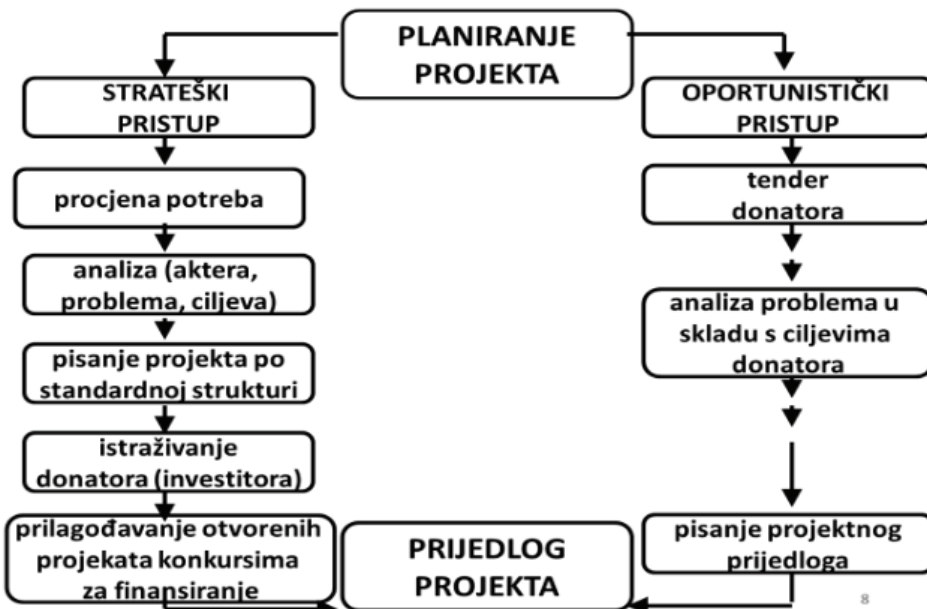 PLANIRANJE
PROJEKTA
STRATEŠKI
PRISTUP
procjena potreba
analiza (aktera,
problema, ciljeva)
pisanje projekta po
standardnoj strukturi
istraživanje
donatora (investitora)
prilagođavanje otvorenih
projekata konkursima
za finansiranje
OPORTUNISTIČKI
PRISTUP
tender
donatora
analiza problema u
skladu s ciljevima
donatora
pisanje projektnog
prijedloga
PRIJEDLOG
PROJEKTA
8